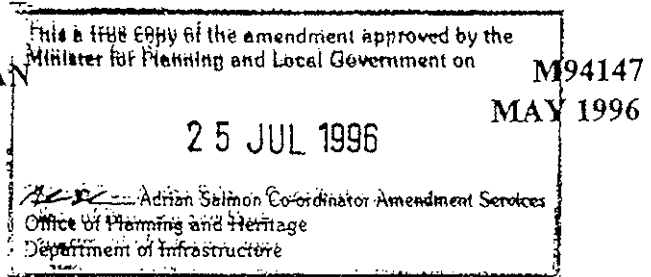 This is a true copy of the amendment approved by the
Minister for Planning and Local Government on
AN
M94147
MAY 1996
25 JUL 1996
Adrian Salmon Co-ordinator Amendment Services
Office of Planning and Heritage
Department of Infrastructure